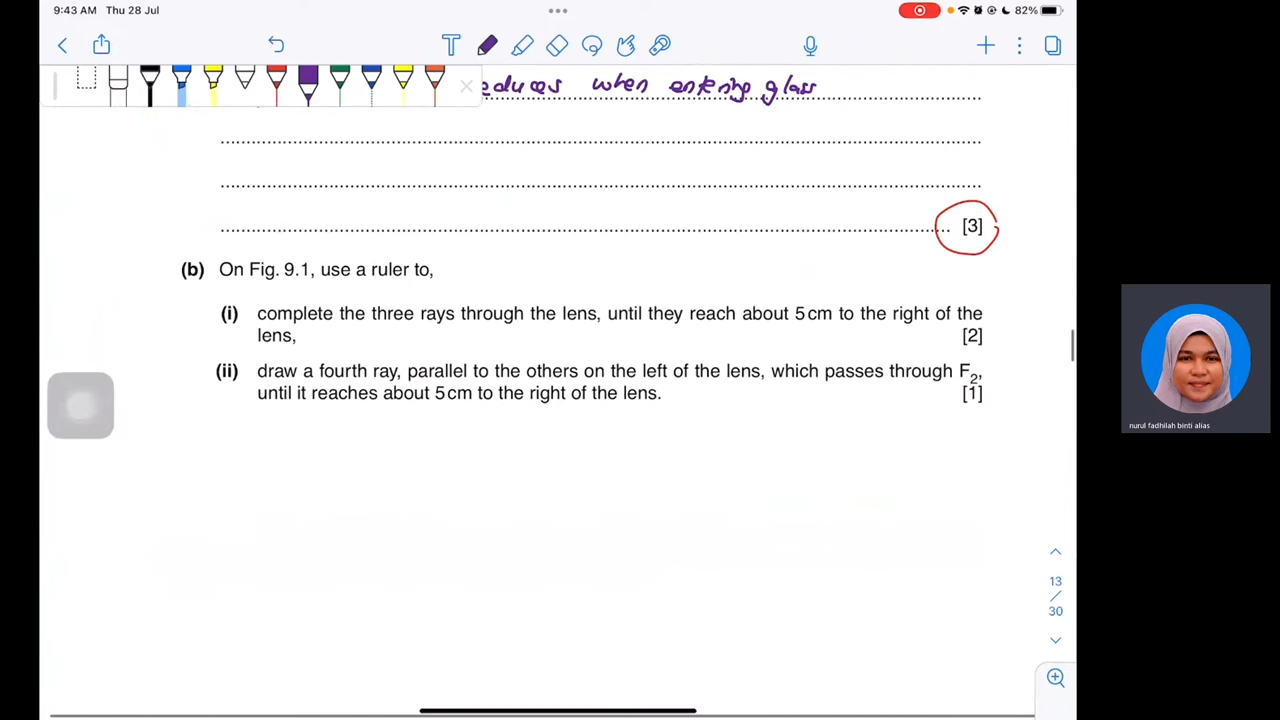 9:43 AM Thu 28 Jul
82%
educes when entering glass
[3]
(b) On Fig. 9.1, use a ruler to,
(i) complete the three rays through the lens, until they reach about 5 cm to the right of the
lens, [2]
(ii) draw a fourth ray, parallel to the others on the left of the lens, which passes through F2,
until it reaches about 5 cm to the right of the lens. [1]
nurul fadhilah binti alias
13
/
30